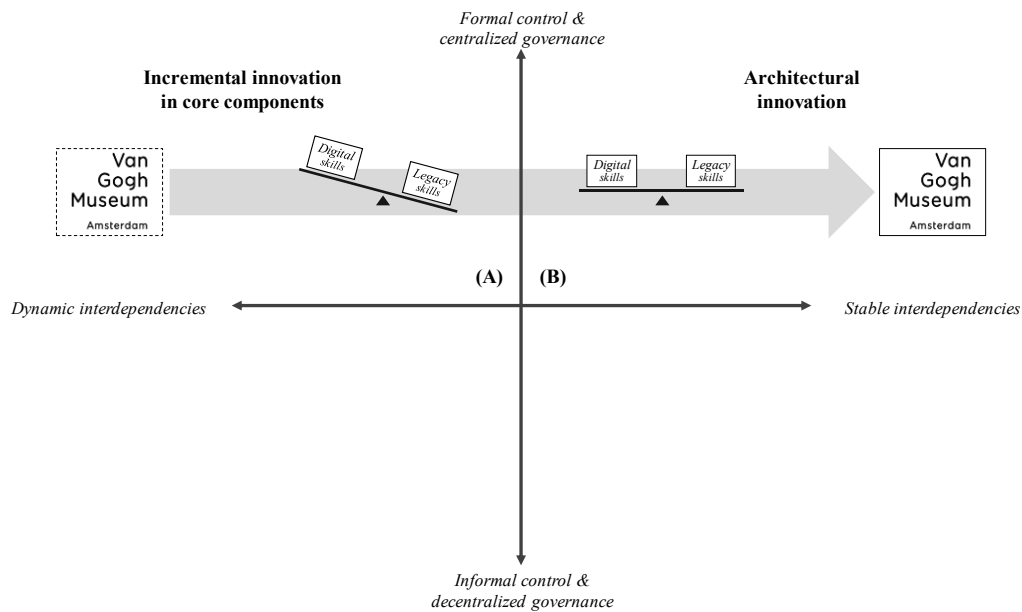 Formal control &
centralized governance
Incremental innovation
in core components
Architectural
innovation
Van
Gogh
Museum
Amsterdam
Digital
skills
Legacy
skills
Digital
skills
Legacy
skills
Van
Gogh
Museum
Amsterdam
(A)
(B)
Dynamic interdependencies
Stable interdependencies
Informal control &
decentralized governance